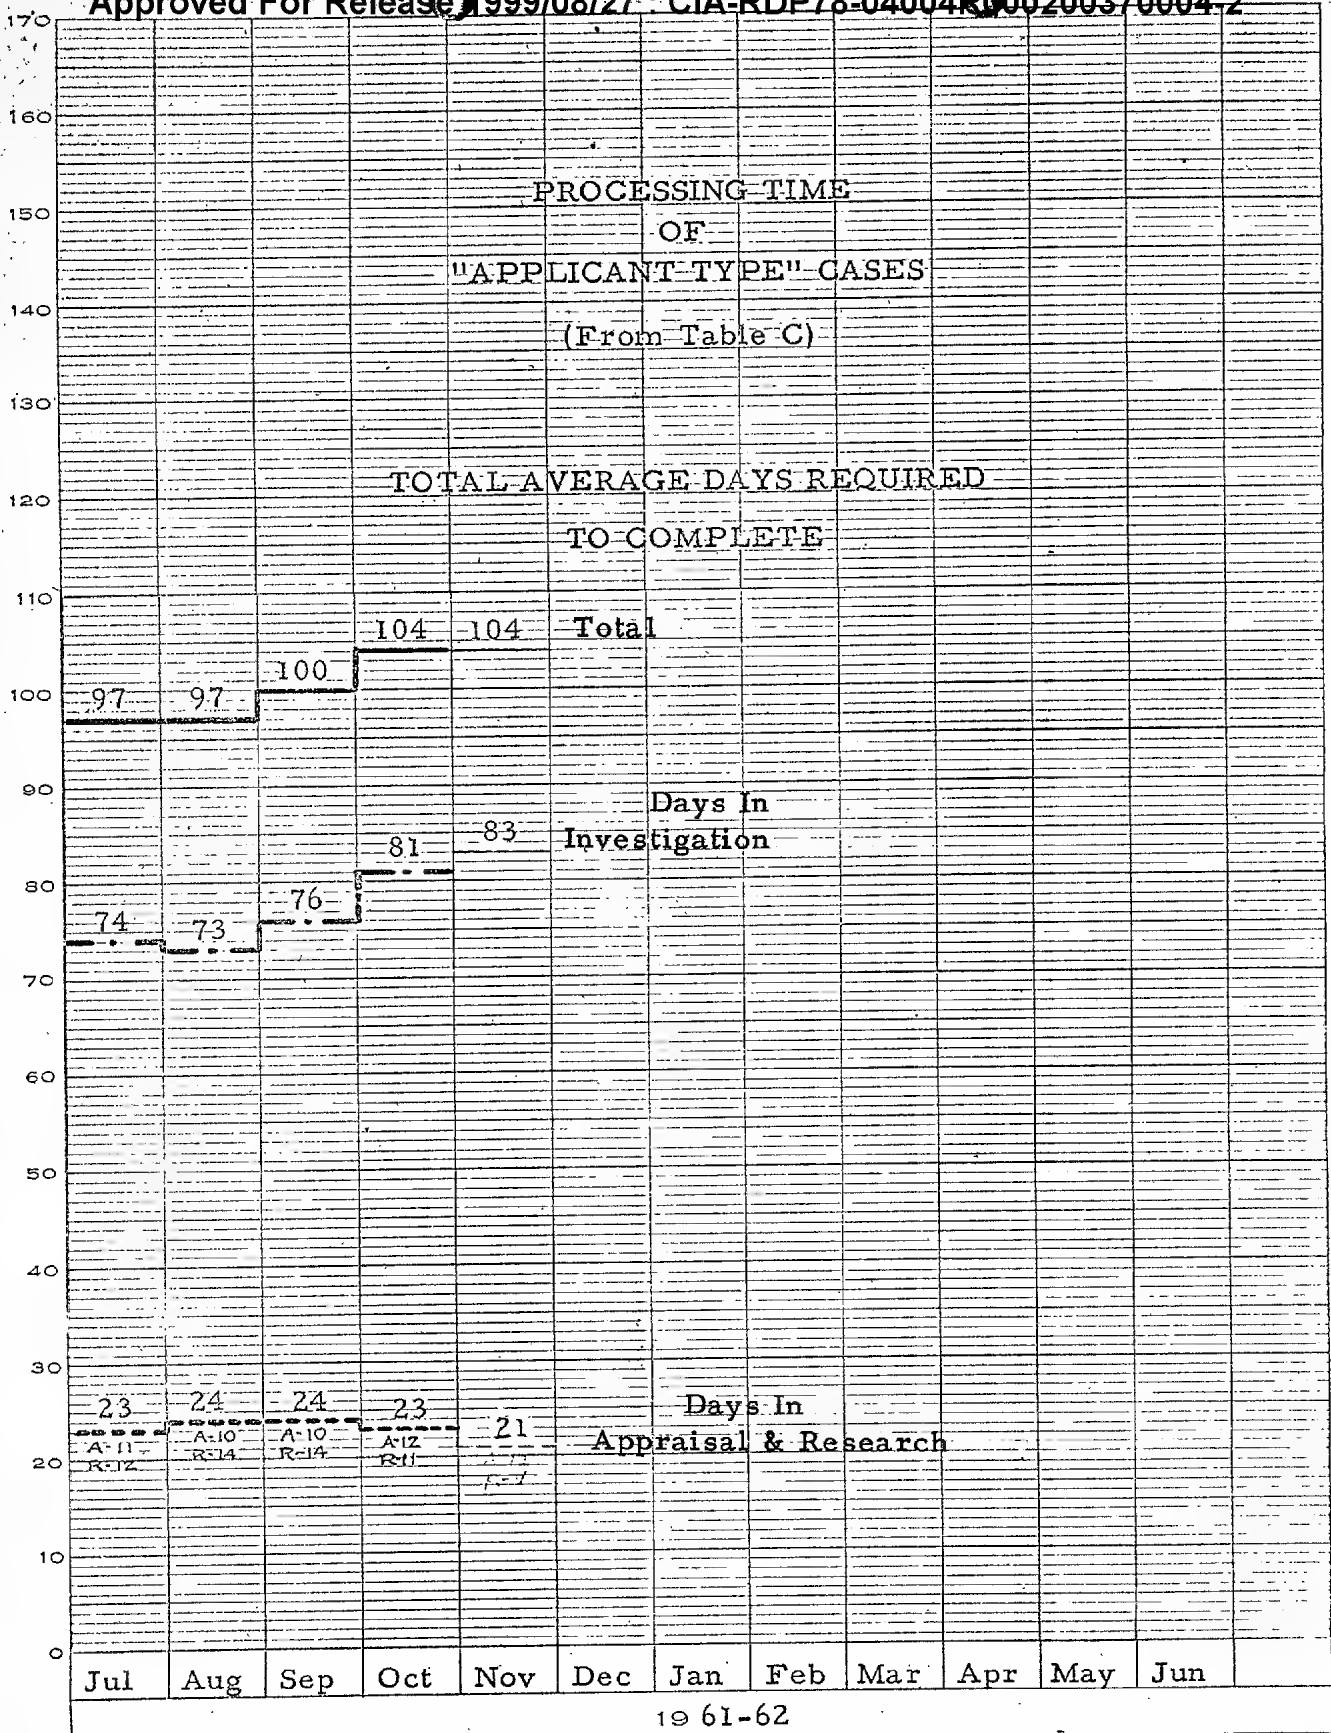 Approved For Release 1999/08/27 : CIA-RDP78-04004R000200370004-2
170
160
150
140
130
120
110
100
90
80
70
60
50
40
30
20
10
0
PROCESSING TIME
OF
"APPLICANT TYPE" CASES
(From Table C)
TOTAL AVERAGE DAYS REQUIRED
TO COMPLETE
97 97 100 104 104 Total
74 73 76 81 83 Days In
Investigation
23 24 24 23 21 Days In
Appraisal & Research
A-11 A-10 A-10 A-12
R-12 R-14 R-14 R-11
Jul Aug Sep Oct Nov Dec Jan Feb Mar Apr May Jun
19 61-62